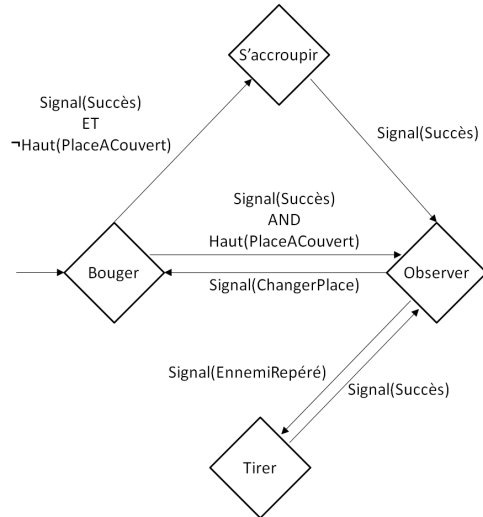 S'accroupir
Signal(Succès)
ET
¬Haut(PlaceACouvert)
Signal(Succès)
Signal(Succès)
AND
Haut(PlaceACouvert)
Bouger
Observer
Signal(ChangerPlace)
Signal(EnnemiRepéré)
Signal(Succès)
Tirer